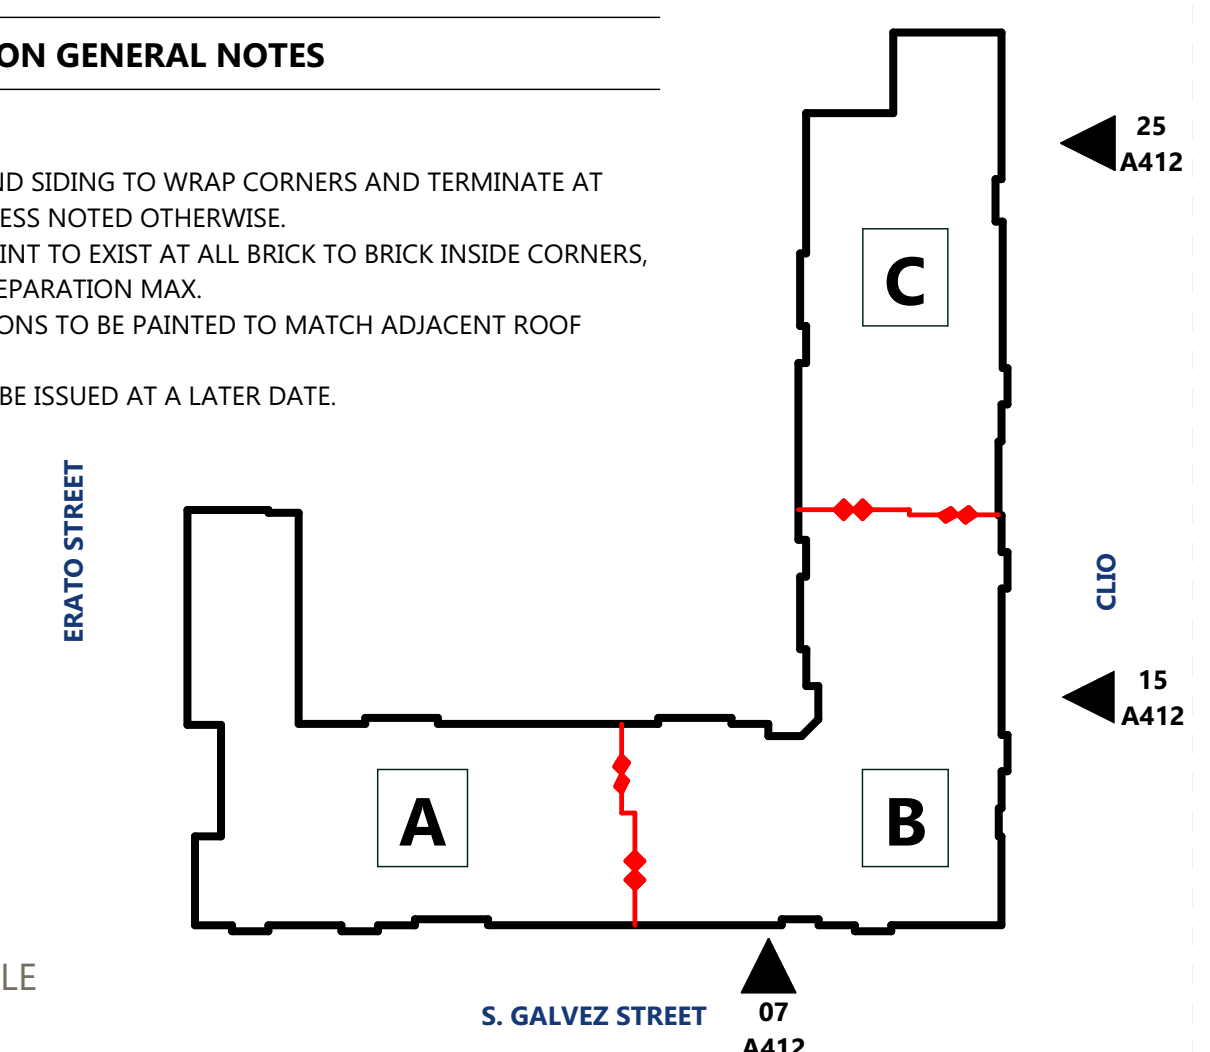 ON GENERAL NOTES
ND SIDING TO WRAP CORNERS AND TERMINATE AT
ESS NOTED OTHERWISE.
INT TO EXIST AT ALL BRICK TO BRICK INSIDE CORNERS,
EPARATION MAX.
ONS TO BE PAINTED TO MATCH ADJACENT ROOF
BE ISSUED AT A LATER DATE.
25
A412
C
ERATO STREET
CLIO
15
A412
A
B
LE
S. GALVEZ STREET
07
A412